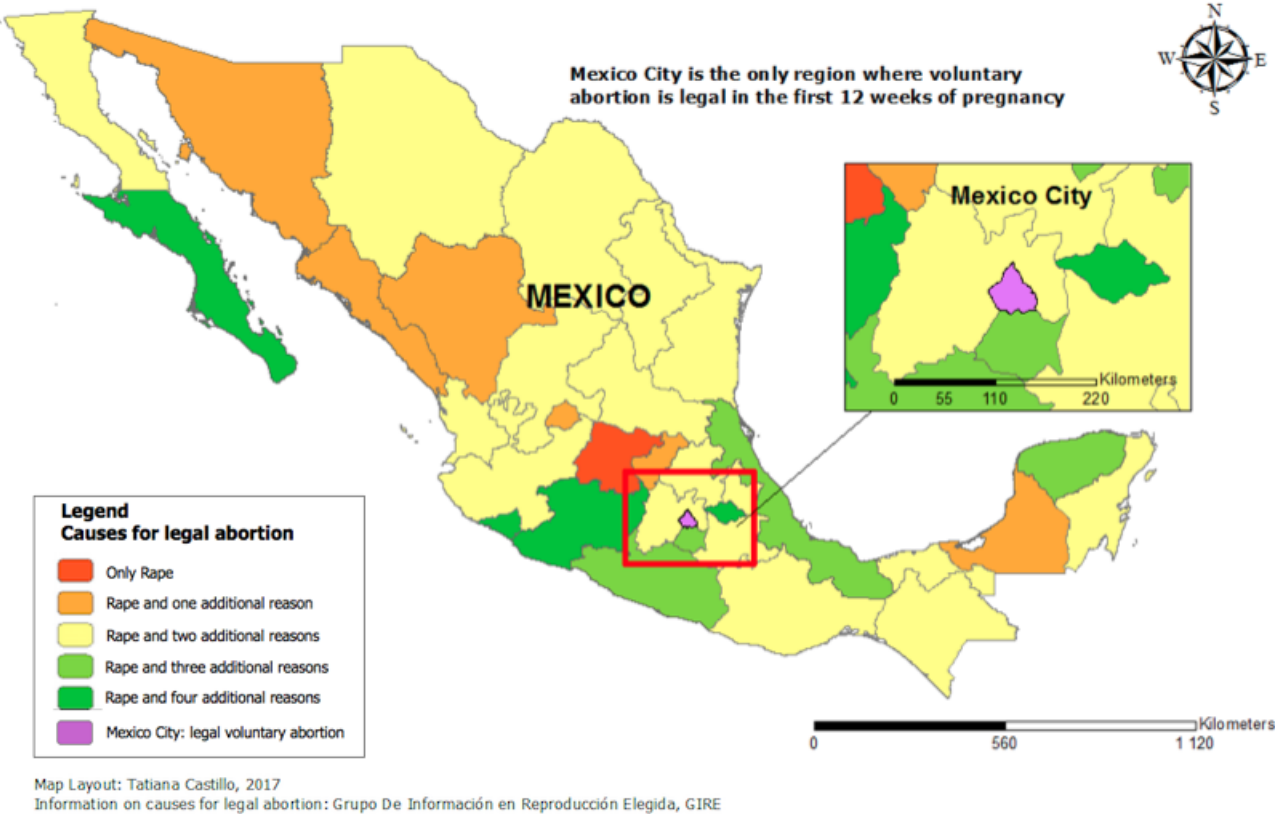 N
W E
S
Mexico City is the only region where voluntary
abortion is legal in the first 12 weeks of pregnancy
Mexico City
Kilometers
0 55 110 220
MEXICO
Legend
Causes for legal abortion
Only Rape
Rape and one additional reason
Rape and two additional reasons
Rape and three additional reasons
Rape and four additional reasons
Mexico City: legal voluntary abortion
Kilometers
0 560 1 120
Map Layout: Tatiana Castillo, 2017
Information on causes for legal abortion: Grupo De Información en Reproducción Elegida, GIRE